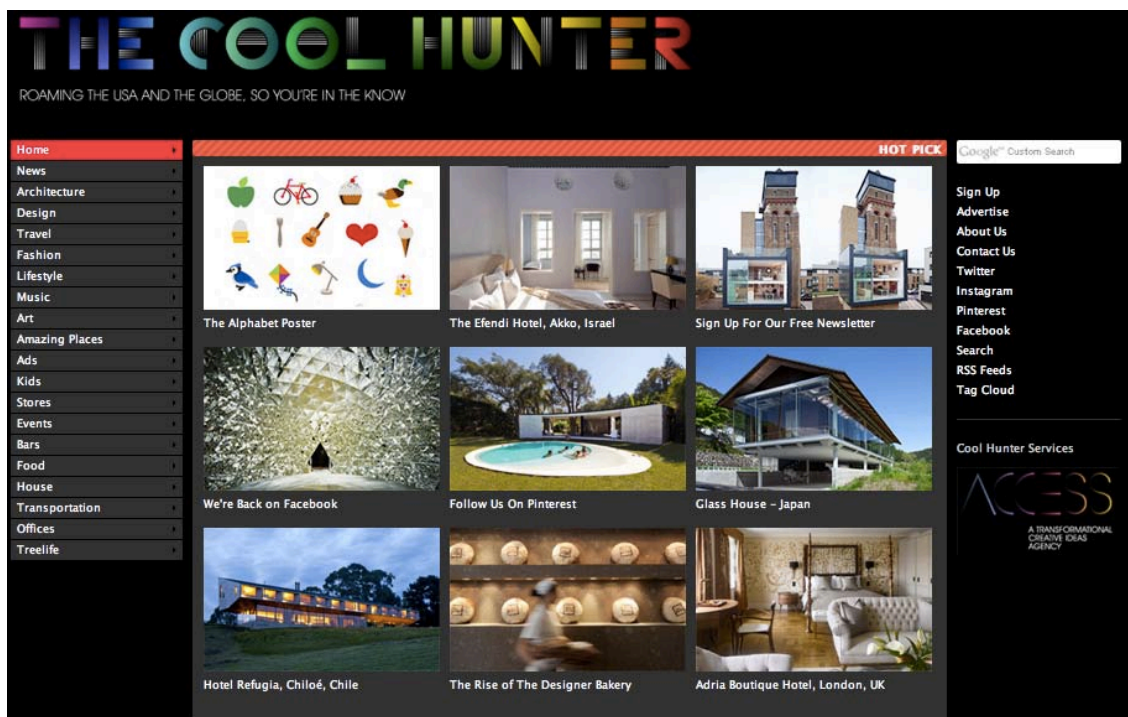 THE COOL HUNTER
ROAMING THE USA AND THE GLOBE, SO YOU'RE IN THE KNOW
Home
News
Architecture
Design
Travel
Fashion
Lifestyle
Music
Art
Amazing Places
Ads
Kids
Stores
Events
Bars
Food
House
Transportation
Offices
Treelife
HOT PICK
The Alphabet Poster
The Efendi Hotel, Akko, Israel
Sign Up For Our Free Newsletter
We're Back on Facebook
Follow Us On Pinterest
Glass House – Japan
Hotel Refugia, Chiloé, Chile
The Rise of The Designer Bakery
Adria Boutique Hotel, London, UK
Google™ Custom Search
Sign Up
Advertise
About Us
Contact Us
Twitter
Instagram
Pinterest
Facebook
Search
RSS Feeds
Tag Cloud
Cool Hunter Services
ACCESS
A TRANSFORMATIONAL
CREATIVE IDEAS
AGENCY